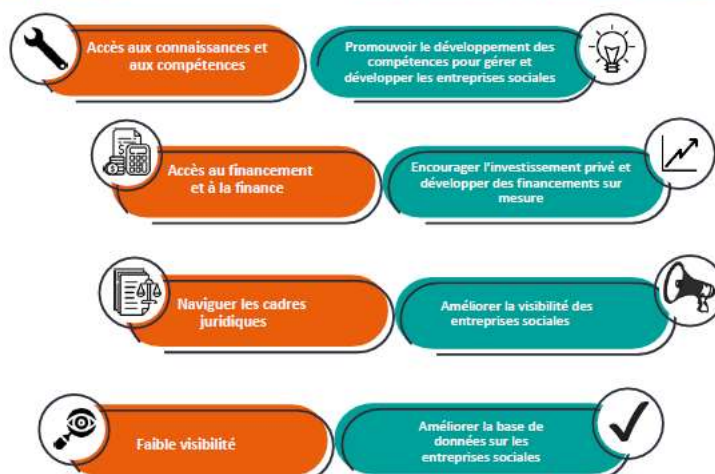 Accès aux connaissances et
aux compétences
Promouvoir le développement des
compétences pour gérer et
développer les entreprises sociales
Accès au financement
et à la finance
Encourager l'investissement privé et
développer des financements sur
mesure
Naviguer les cadres
juridiques
Améliorer la visibilité des
entreprises sociales
Faible visibilité
Améliorer la base de
données sur les
entreprises sociales